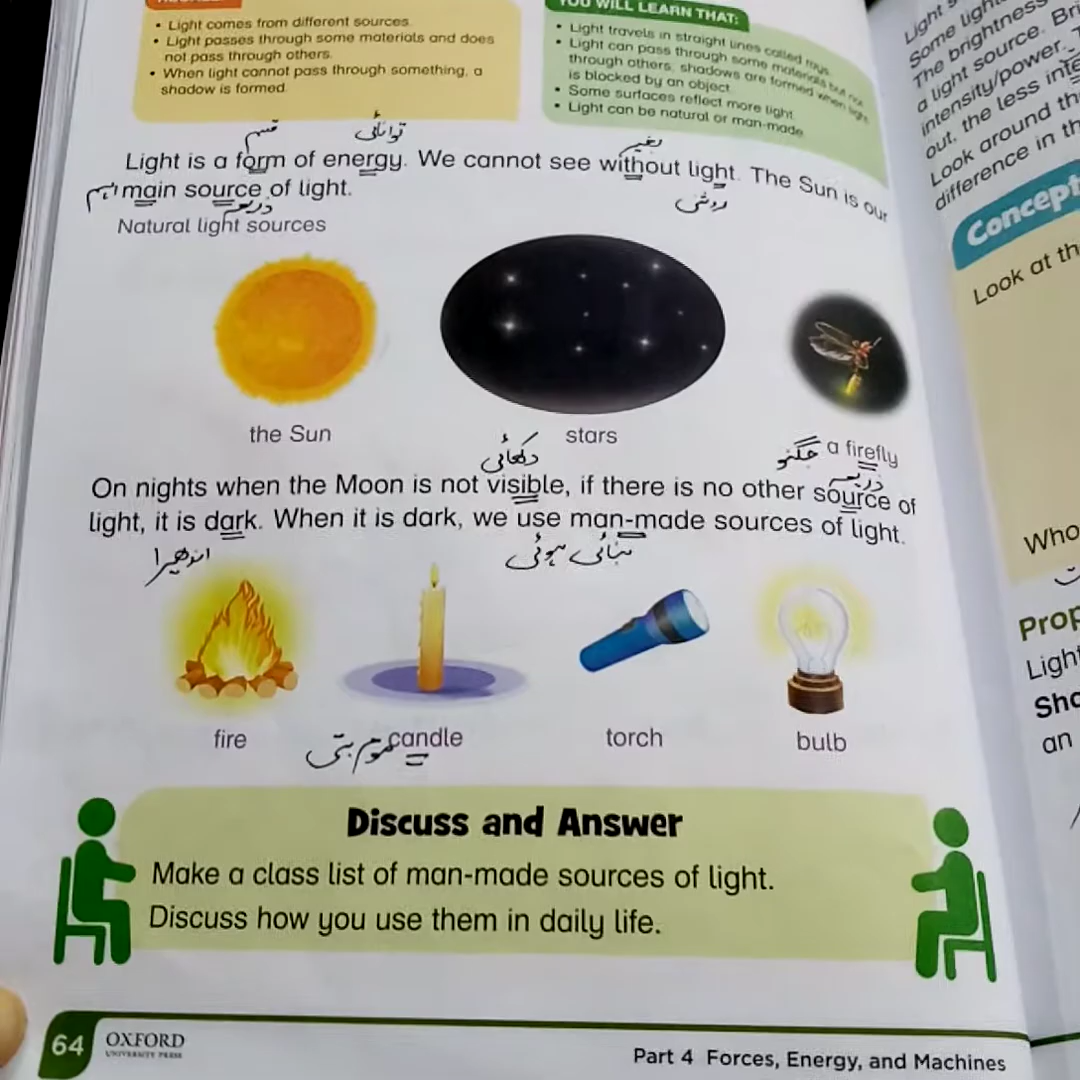 Light comes from different sources.
Light passes through some materials and does
not pass through others.
When light cannot pass through something, a
shadow is formed.
YOU WILL LEARN THAT:
Light travels in straight lines called rays.
Light can pass through some materials but not
through others; shadows are formed when light
is blocked by an object.
Some surfaces reflect more light.
Light can be natural or man-made
قسم توانائی بغیر
Light is a form of energy. We cannot see without light. The Sun is our
اہم main source of light.
ذریعہ روشنی
Natural light sources
the Sun
stars
جگنو a firefly
دکھائی ذریعہ
On nights when the Moon is not visible, if there is no other source of
light, it is dark. When it is dark, we use man-made sources of light.
اندھیرا بنائی ہوئی
fire
موم بتی candle
torch
bulb
Discuss and Answer
Make a class list of man-made sources of light.
Discuss how you use them in daily life.
64 OXFORD
UNIVERSITY PRESS
Part 4 Forces, Energy, and Machines
Light
Some light
The brightness
a light source. Bri
intensity/power.
out, the less inte
Look around th
difference in th
Concept
Look at th
Who
Prop
Light
Sha
an